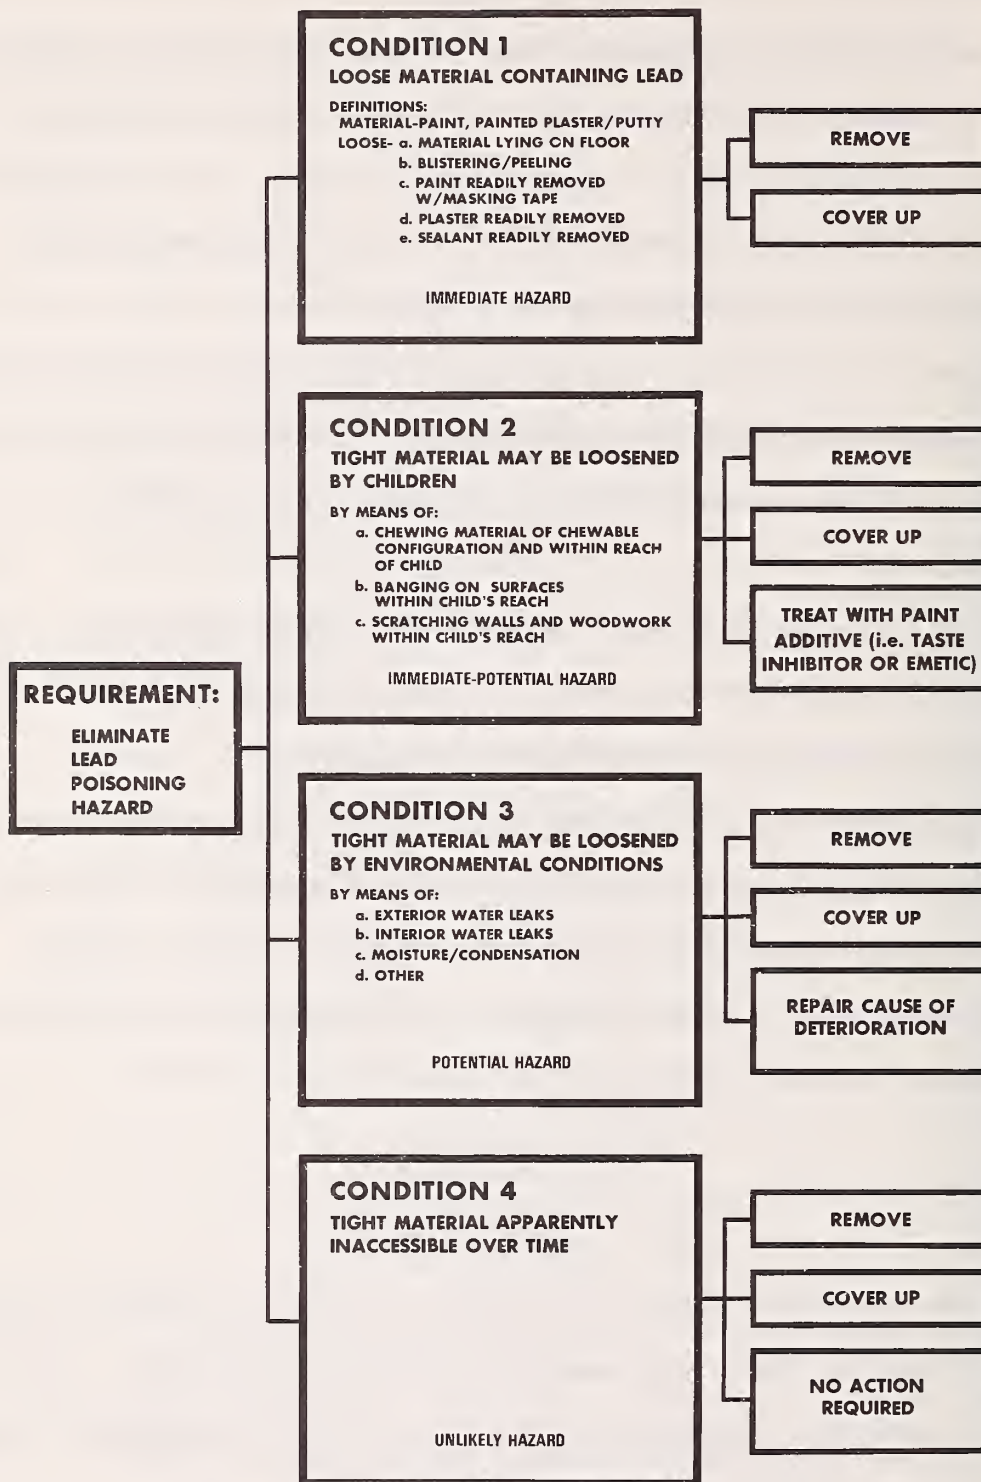 CONDITION 1
LOOSE MATERIAL CONTAINING LEAD
DEFINITIONS:
MATERIAL-PAINT, PAINTED PLASTER/PUTTY
LOOSE- a. MATERIAL LYING ON FLOOR
b. BLISTERING/PEELING
c. PAINT READILY REMOVED
W/MASKING TAPE
d. PLASTER READILY REMOVED
e. SEALANT READILY REMOVED
IMMEDIATE HAZARD
REMOVE
COVER UP
CONDITION 2
TIGHT MATERIAL MAY BE LOOSENED
BY CHILDREN
BY MEANS OF:
a. CHEWING MATERIAL OF CHEWABLE
CONFIGURATION AND WITHIN REACH
OF CHILD
b. BANGING ON SURFACES
WITHIN CHILD'S REACH
c. SCRATCHING WALLS AND WOODWORK
WITHIN CHILD'S REACH
IMMEDIATE-POTENTIAL HAZARD
REMOVE
COVER UP
TREAT WITH PAINT
ADDITIVE (i.e. TASTE
INHIBITOR OR EMETIC)
REQUIREMENT:
ELIMINATE
LEAD
POISONING
HAZARD
CONDITION 3
TIGHT MATERIAL MAY BE LOOSENED
BY ENVIRONMENTAL CONDITIONS
BY MEANS OF:
a. EXTERIOR WATER LEAKS
b. INTERIOR WATER LEAKS
c. MOISTURE/CONDENSATION
d. OTHER
POTENTIAL HAZARD
REMOVE
COVER UP
REPAIR CAUSE OF
DETERIORATION
CONDITION 4
TIGHT MATERIAL APPARENTLY
INACCESSIBLE OVER TIME
UNLIKELY HAZARD
REMOVE
COVER UP
NO ACTION
REQUIRED